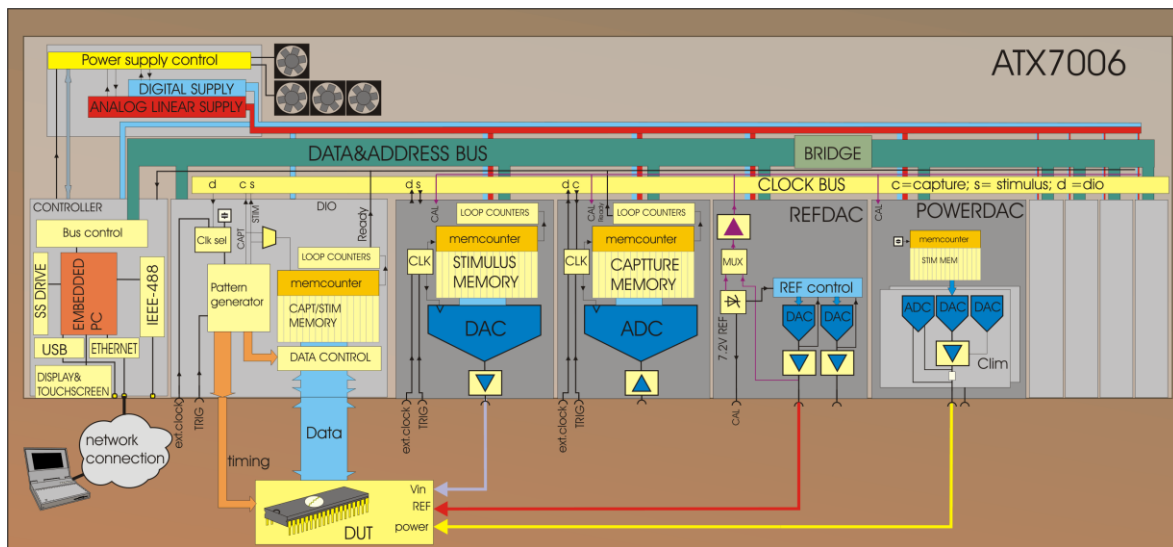 ATX7006
Power supply control
DIGITAL SUPPLY
ANALOG LINEAR SUPPLY
DATA&ADDRESS BUS
BRIDGE
d
c s
d s
d c
CLOCK BUS
c=capture; s= stimulus; d =dio
CONTROLLER
Bus control
SS DRIVE
EMBEDDED
PC
IEEE-488
USB
ETHERNET
DISPLAY&
TOUCHSCREEN
DIO
Clk sel
CAPT
STIM
Ready
LOOP COUNTERS
Pattern
generator
memcounter
CAPT/STIM
MEMORY
DATA CONTROL
ext.clock
TRIG
CAL
LOOP COUNTERS
memcounter
CLK
STIMULUS
MEMORY
DAC
ext.clock
TRIG
CAL
Ready
LOOP COUNTERS
memcounter
CLK
CAPTTURE
MEMORY
ADC
ext.clock
TRIG
CAL
REFDAC
MUX
7.2V REF
REF control
DAC
DAC
CAL
CAL
POWERDAC
memcounter
STIM MEM
ADC
DAC
DAC
Clim
network
connection
timing
Data
DUT
Vin
REF
power